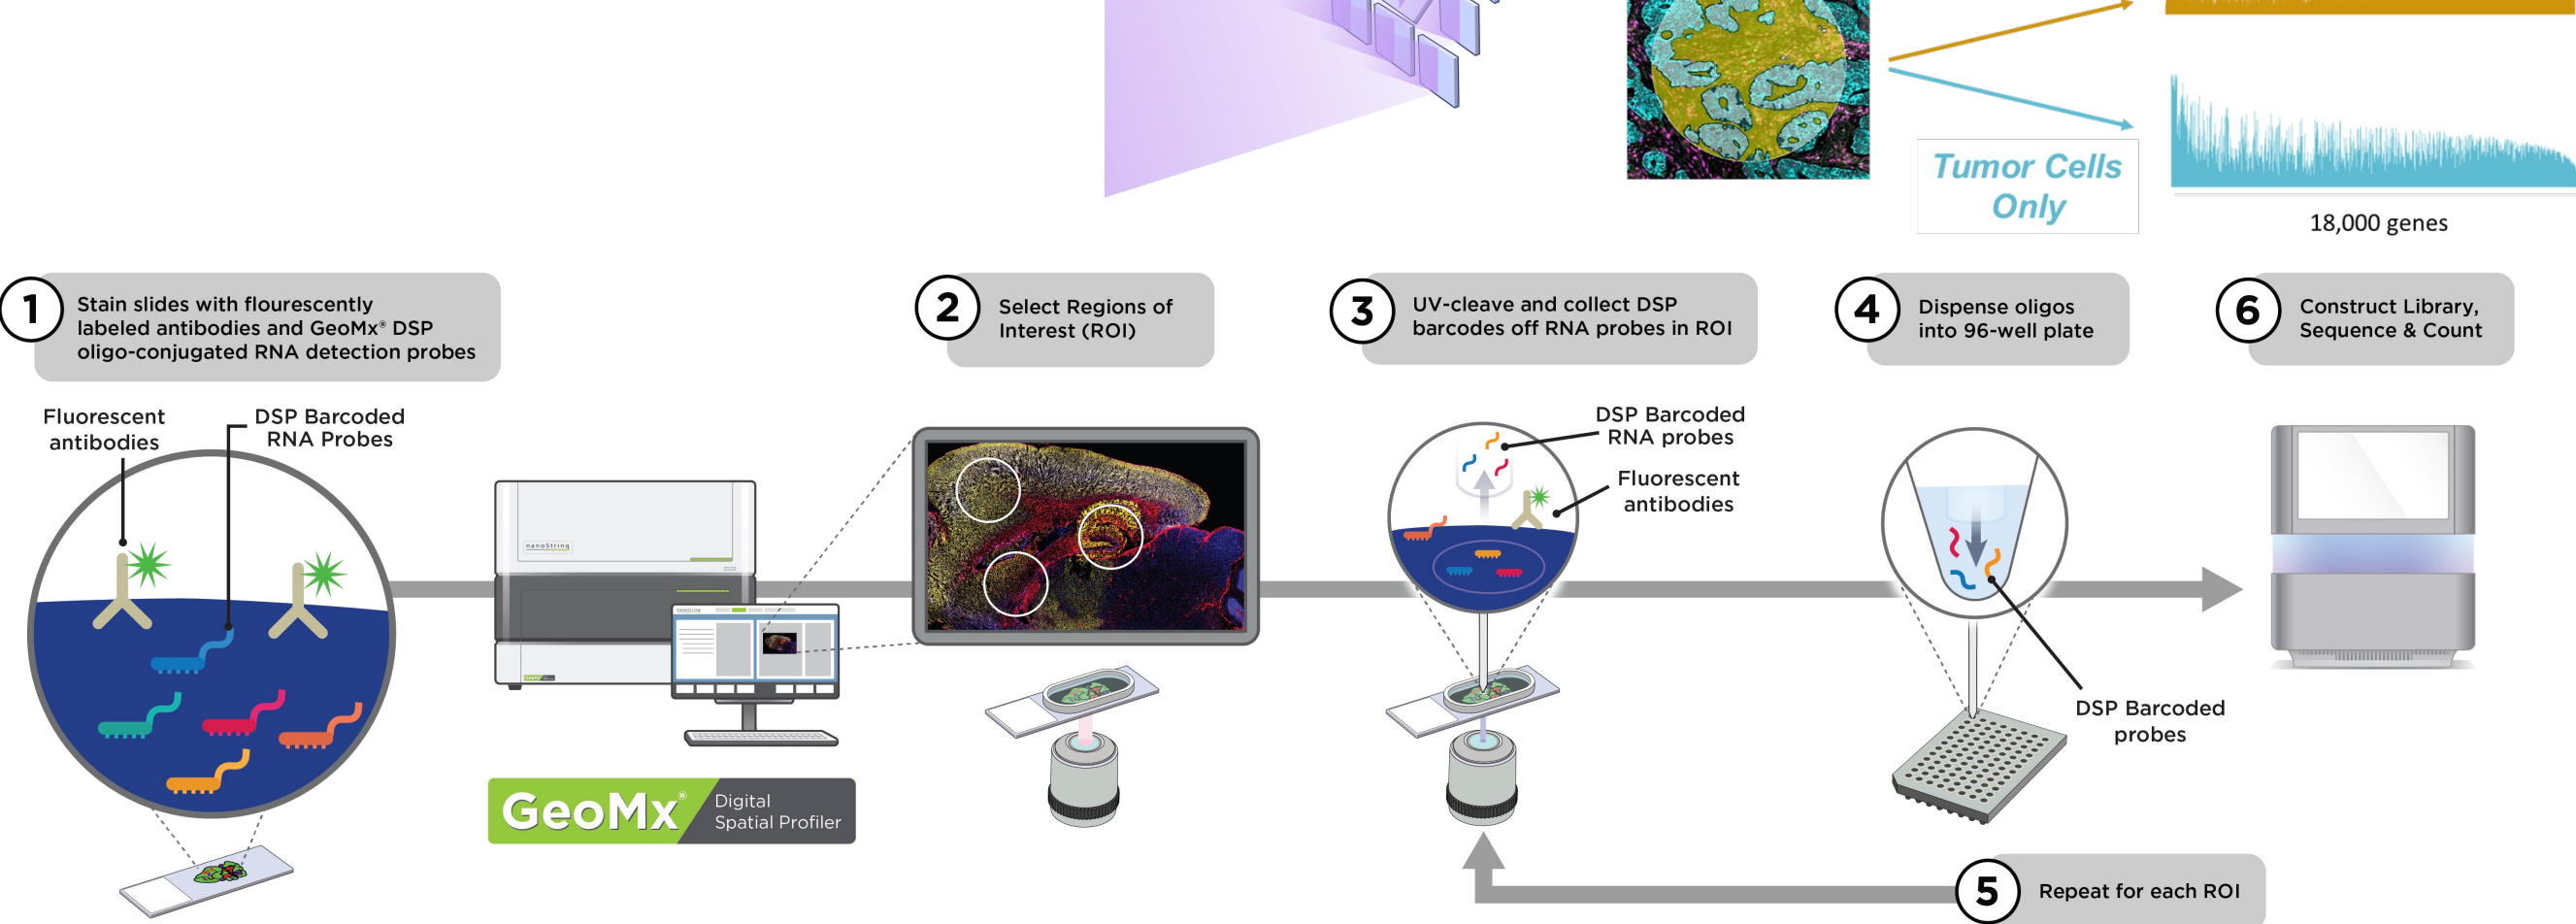 Tumor Cells
Only
18,000 genes
1
Stain slides with flourescently
labeled antibodies and GeoMx® DSP
oligo-conjugated RNA detection probes
2
Select Regions of
Interest (ROI)
3
UV-cleave and collect DSP
barcodes off RNA probes in ROI
4
Dispense oligos
into 96-well plate
6
Construct Library,
Sequence & Count
Fluorescent
antibodies
DSP Barcoded
RNA Probes
nanoString
GeoMx®
Digital
Spatial Profiler
DSP Barcoded
RNA probes
Fluorescent
antibodies
DSP Barcoded
probes
5
Repeat for each ROI